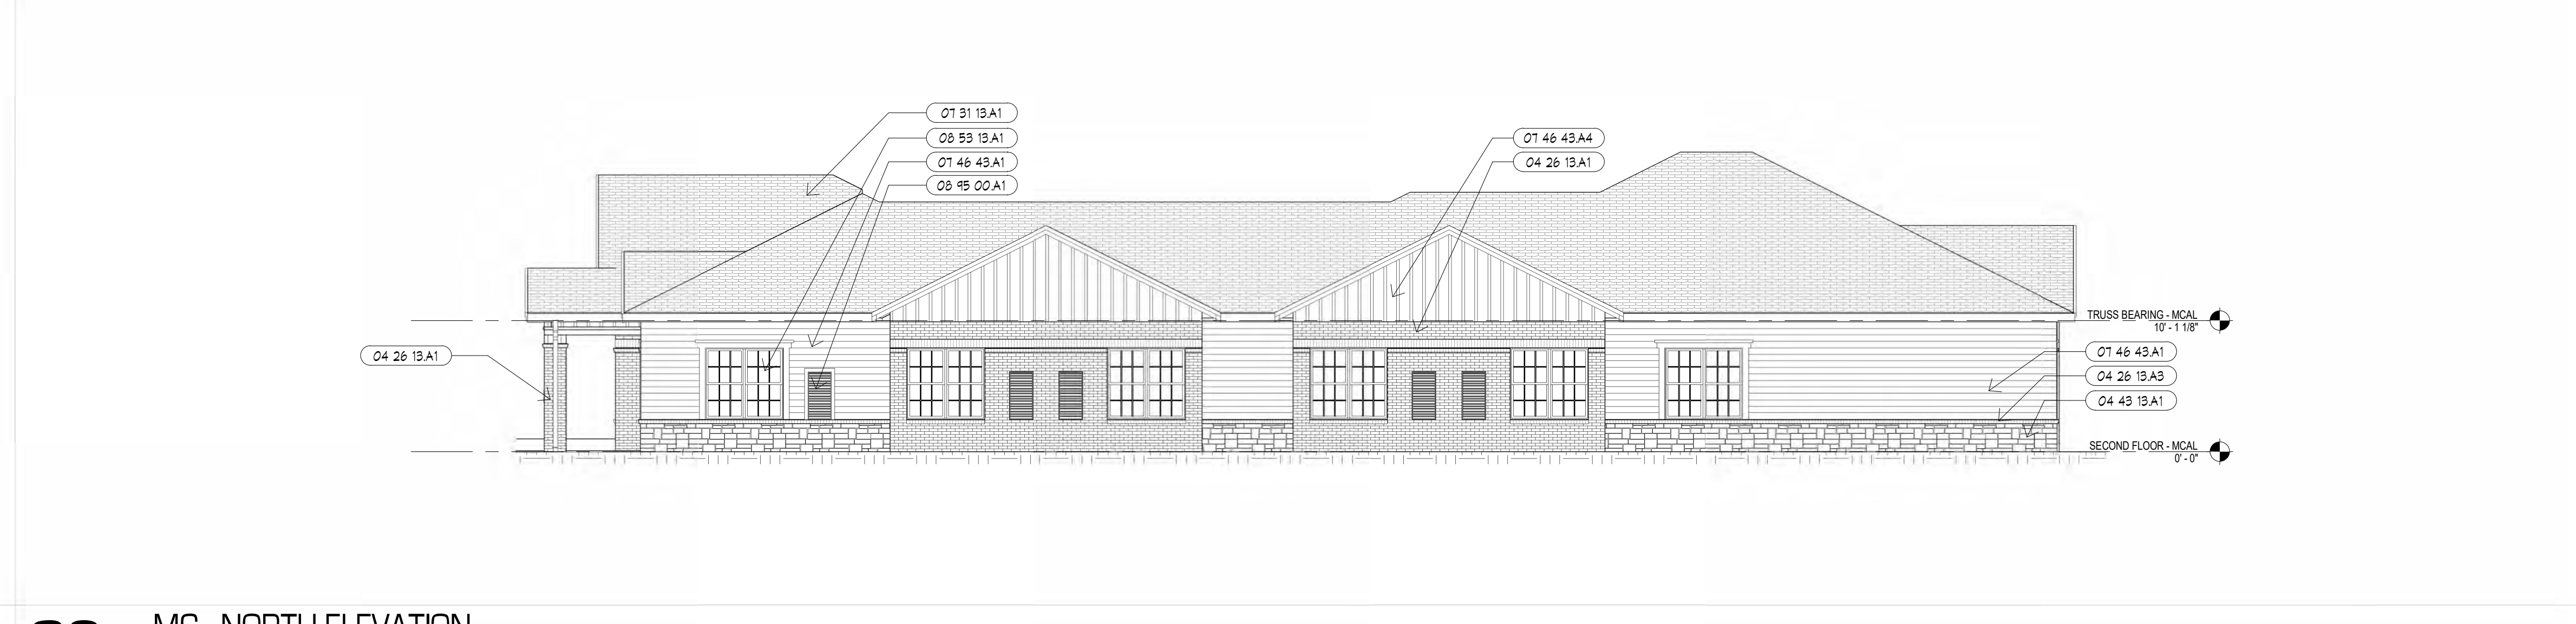 07 31 13.A1
08 53 13.A1
07 46 43.A1
08 95 00.A1
07 46 43.A4
04 26 13.A1
TRUSS BEARING - MCAL
10' - 1 1/8"
04 26 13.A1
07 46 43.A1
04 26 13.A3
04 43 13.A1
SECOND FLOOR - MCAL
0' - 0"
NORTH ELEVATION